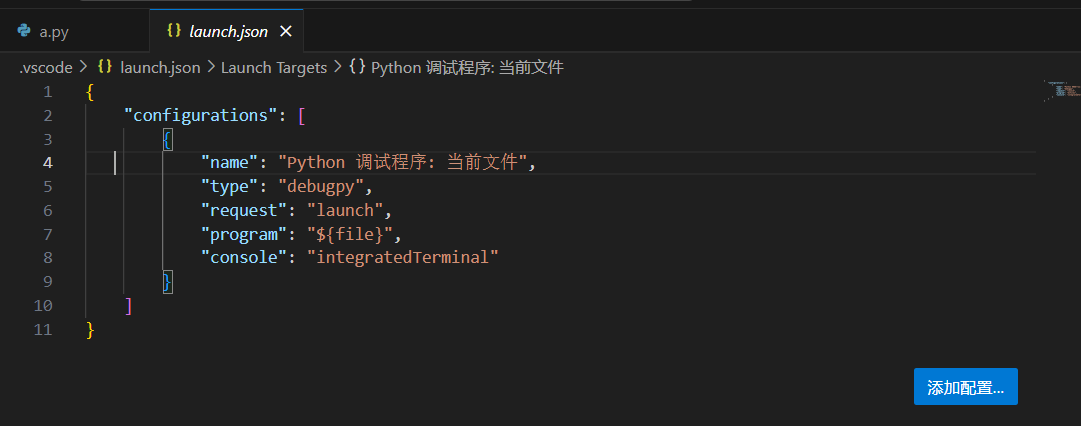 a.py
launch.json
.vscode > {} launch.json > Launch Targets > {} Python 调试程序: 当前文件
1 {
2 "configurations": [
3 {
4 "name": "Python 调试程序: 当前文件",
5 "type": "debugpy",
6 "request": "launch",
7 "program": "${file}",
8 "console": "integratedTerminal"
9 }
10 ]
11 }
添加配置...